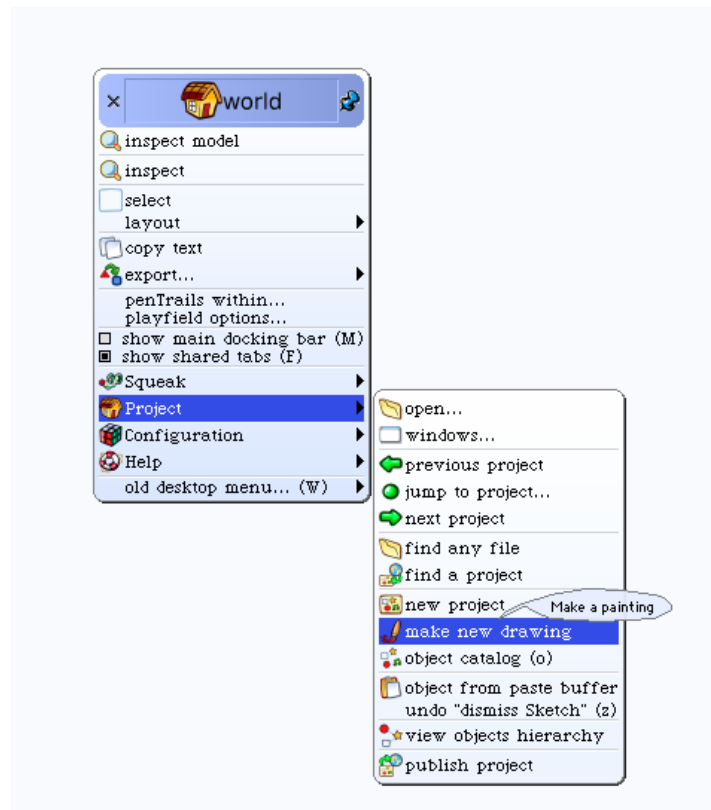 world
inspect model
inspect
select
layout
copy text
export...
penTrails within...
playfield options...
show main docking bar (M)
show shared tabs (F)
Squeak
Project
Configuration
Help
old desktop menu... (W)
open...
windows...
previous project
jump to project...
next project
find any file
find a project
new project
Make a painting
make new drawing
object catalog (o)
object from paste buffer
undo "dismiss Sketch" (z)
view objects hierarchy
publish project